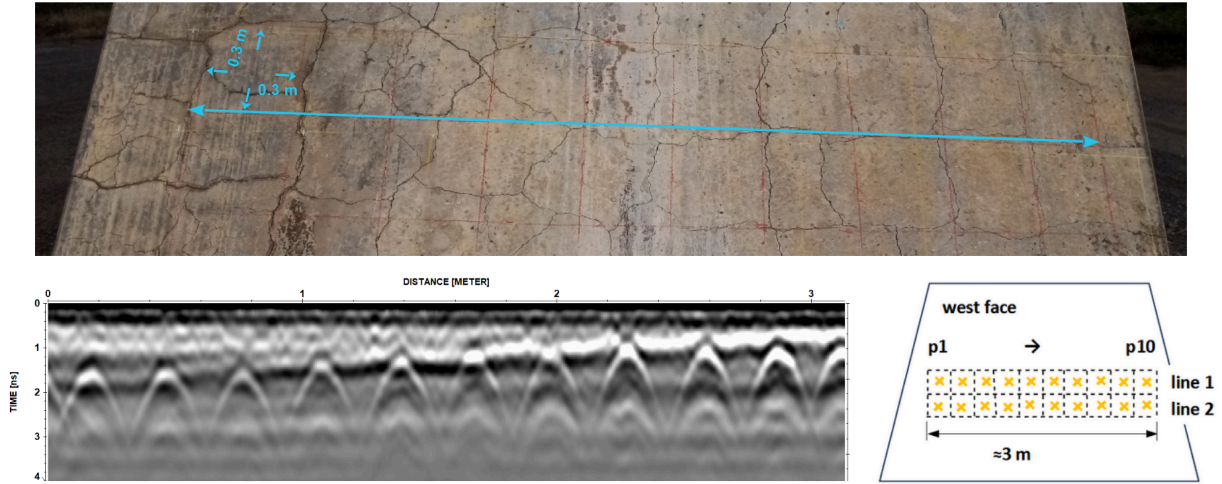 0.3 m
0.3 m
DISTANCE [METER]
0 1 2 3
TIME [ns]
0
1
2
3
4
west face
p1 → p10
line 1
line 2
≈3 m